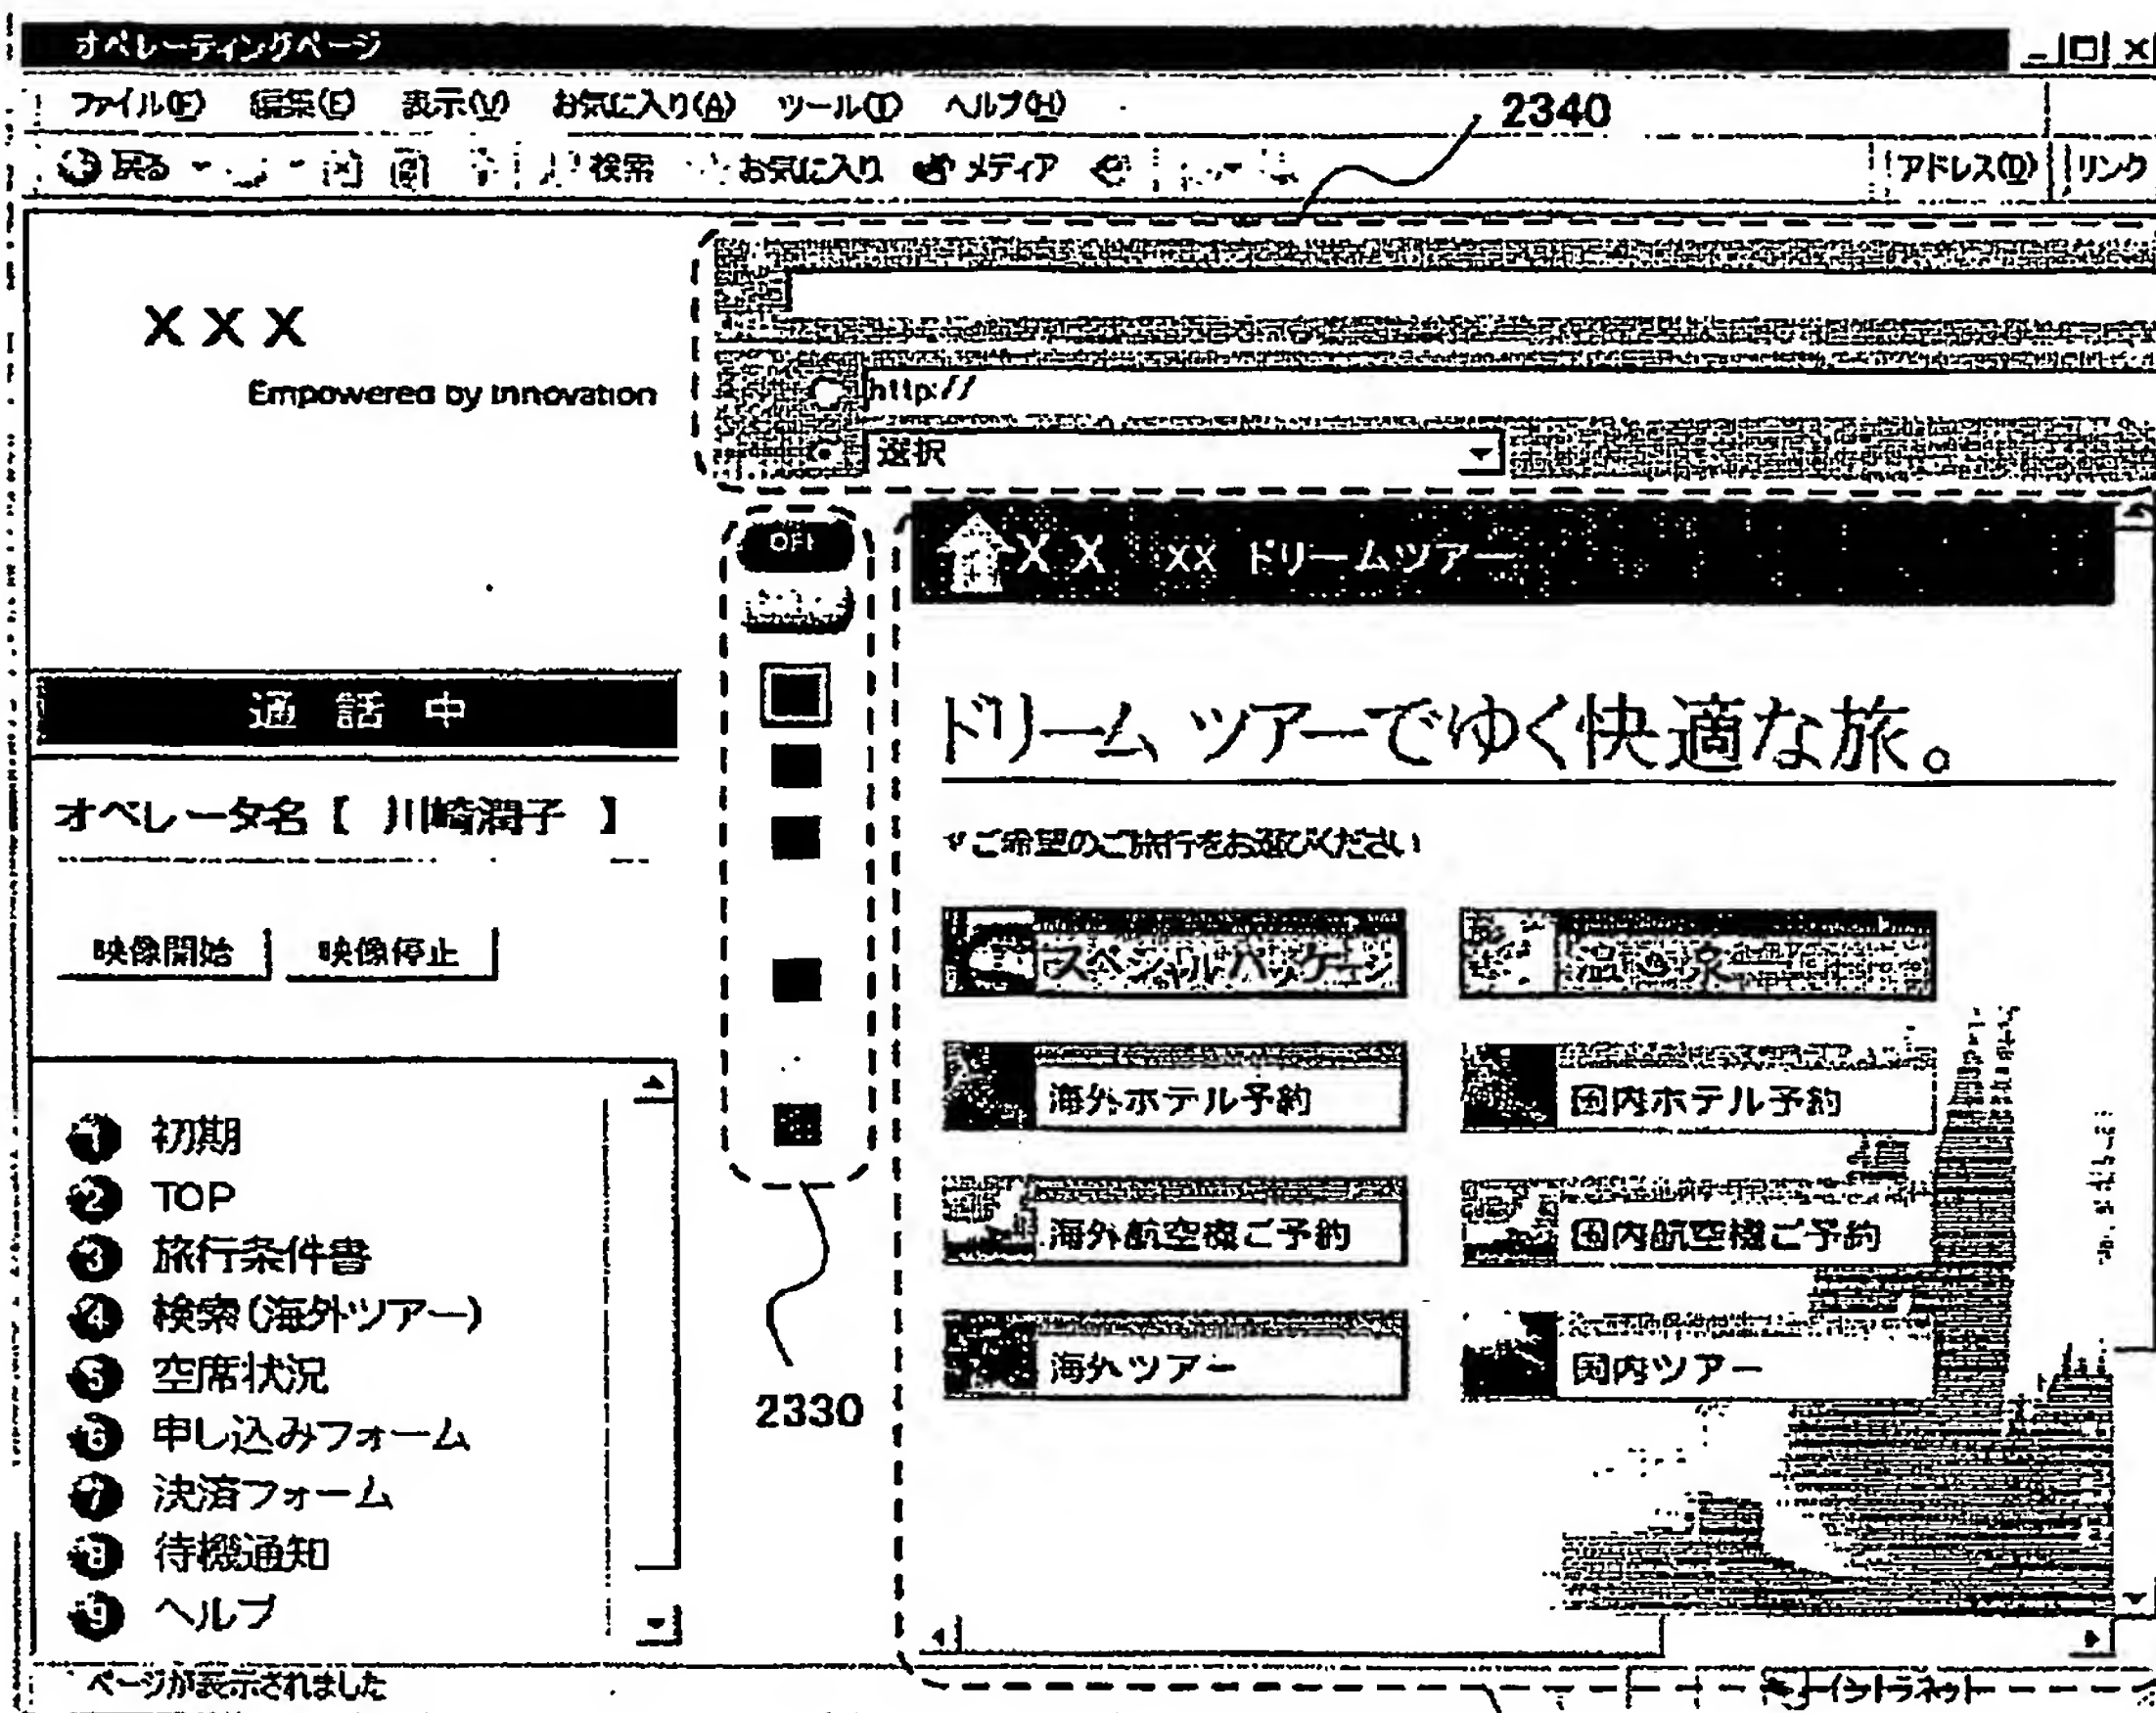 オペレーティングページ
ファイル(F) 編集(E) 表示(V) お気に入り(A) ツール(T) ヘルプ(H)
2340
戻る 検索 お気に入り メディア アドレス(D) リンク
XXX
Empowered by Innovation
http://
選択
OFF
XX XX ドリームツアー
通話中
ドリーム ツアーでゆく快適な旅。
オペレータ名【 川崎潤子 】
▼ご希望のご旅行をお選びください
映像開始 映像停止
スペシャルパッケージ
温泉
海外ホテル予約
国内ホテル予約
海外航空機ご予約
国内航空機ご予約
海外ツアー
国内ツアー
1 初期
2 TOP
3 旅行条件書
4 検索(海外ツアー)
5 空席状況
6 申し込みフォーム
7 決済フォーム
8 待機通知
9 ヘルプ
2330
ページが表示されました
イントラネット